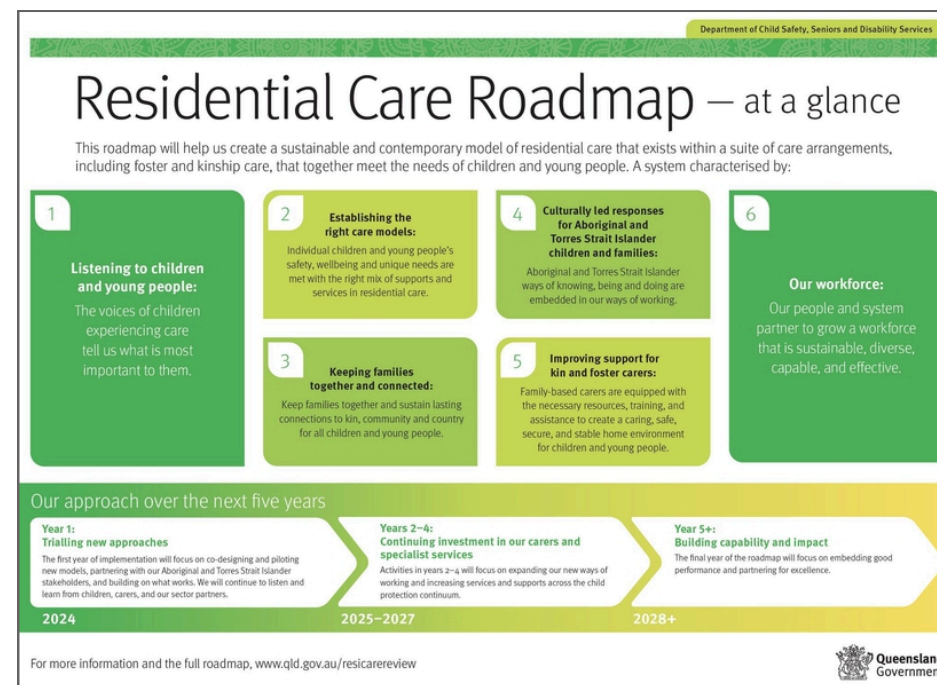 Department of Child Safety, Seniors and Disability Services
Residential Care Roadmap – at a glance
This roadmap will help us create a sustainable and contemporary model of residential care that exists within a suite of care arrangements,
including foster and kinship care, that together meet the needs of children and young people. A system characterised by:
1
Listening to children
and young people:
The voices of children
experiencing care
tell us what is most
important to them.
2
Establishing the
right care models:
Individual children and young people's
safety, wellbeing and unique needs are
met with the right mix of supports and
services in residential care.
3
Keeping families
together and connected:
Keep families together and sustain lasting
connections to kin, community and country
for all children and young people.
4
Culturally led responses
for Aboriginal and
Torres Strait Islander
children and families:
Aboriginal and Torres Strait Islander
ways of knowing, being and doing are
embedded in our ways of working.
5
Improving support for
kin and foster carers:
Family-based carers are equipped with
the necessary resources, training, and
assistance to create a caring, safe,
secure, and stable home environment
for children and young people.
6
Our workforce:
Our people and system
partner to grow a workforce
that is sustainable, diverse,
capable, and effective.
Our approach over the next five years
Year 1:
Trialling new approaches
The first year of implementation will focus on co-designing and piloting
new models, partnering with our Aboriginal and Torres Strait Islander
stakeholders, and building on what works. We will continue to listen and
learn from children, carers, and our sector partners.
2024
Years 2–4:
Continuing investment in our carers and
specialist services
Activities in years 2–4 will focus on expanding our new ways of
working and increasing services and supports across the child
protection continuum.
2025–2027
Year 5+:
Building capability and impact
The final year of the roadmap will focus on embedding good
performance and partnering for excellence.
2028+
For more information and the full roadmap, www.qld.gov.au/resicarereview
Queenslan
Governmen